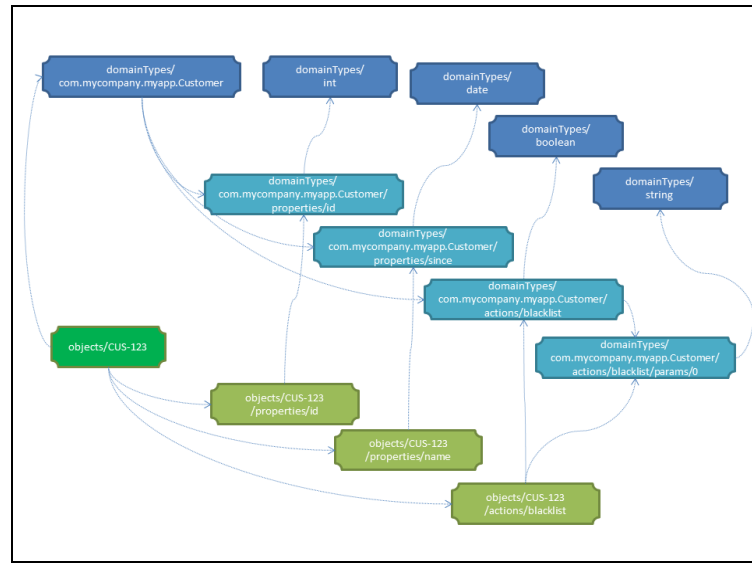 domainTypes/
com.mycompany.myapp.Customer
domainTypes/
int
domainTypes/
date
domainTypes/
boolean
domainTypes/
string
domainTypes/
com.mycompany.myapp.Customer/
properties/id
domainTypes/
com.mycompany.myapp.Customer/
properties/since
domainTypes/
com.mycompany.myapp.Customer/
actions/blacklist
domainTypes/
com.mycompany.myapp.Customer/
actions/blacklist/params/0
objects/CUS-123
objects/CUS-123
/properties/id
objects/CUS-123
/properties/name
objects/CUS-123
/actions/blacklist